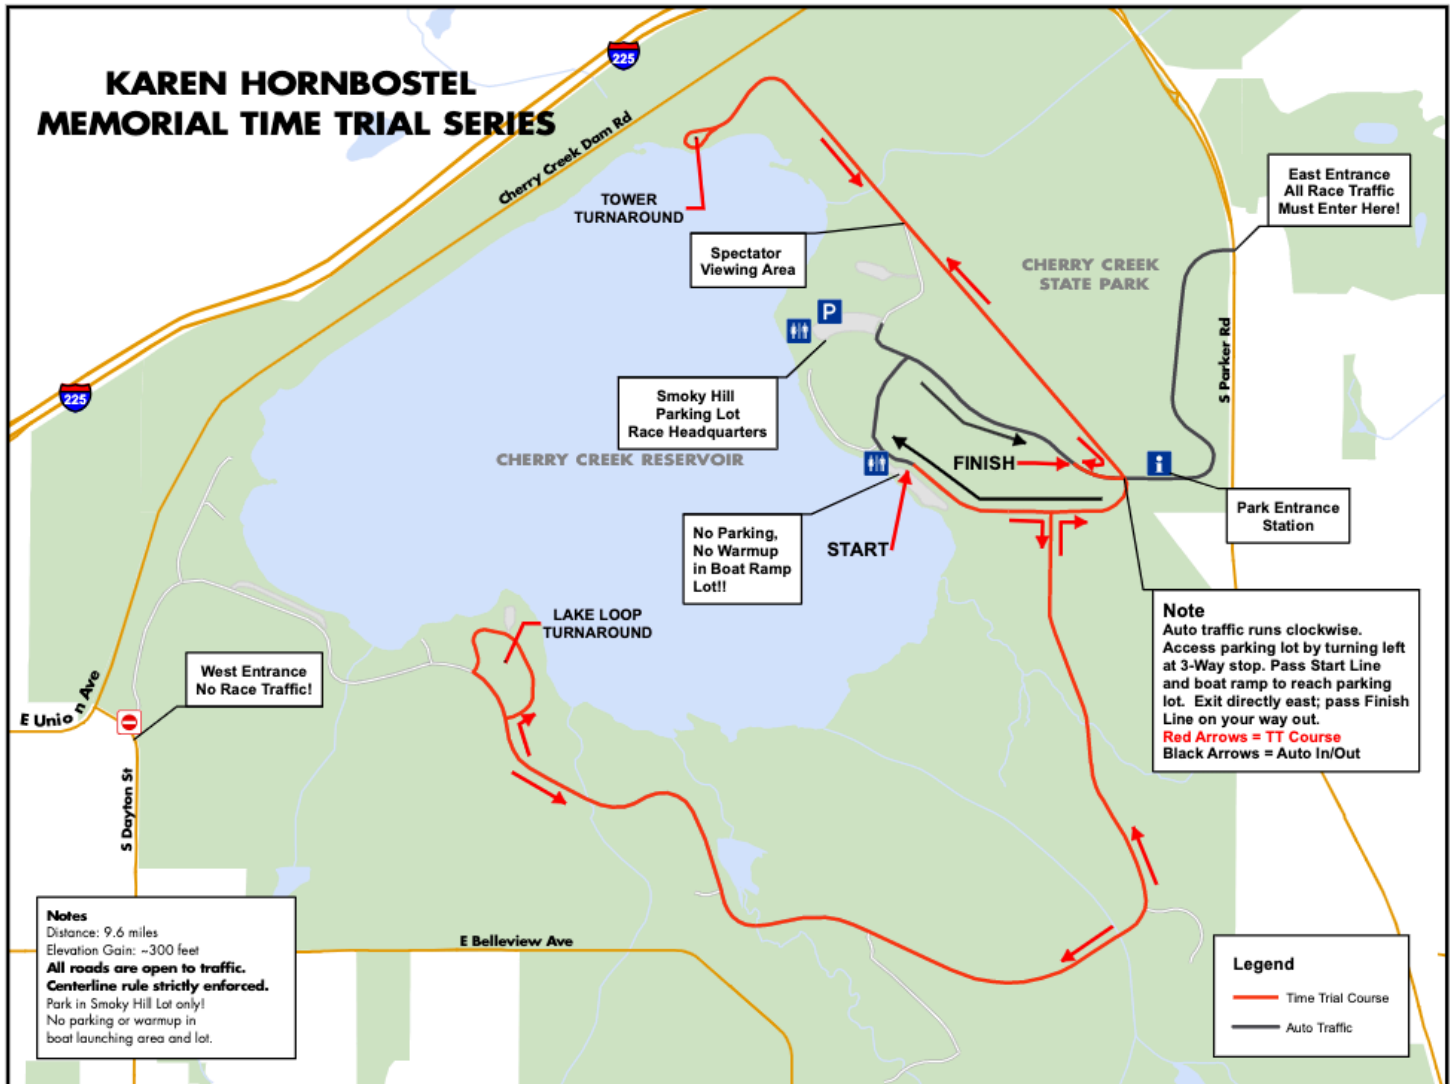 KAREN HORNBOSTEL
MEMORIAL TIME TRIAL SERIES
225
Cherry Creek Dam Rd
East Entrance
All Race Traffic
Must Enter Here!
TOWER
TURNAROUND
Spectator
Viewing Area
CHERRY CREEK
STATE PARK
P
S Parker Rd
225
Smoky Hill
Parking Lot
Race Headquarters
CHERRY CREEK RESERVOIR
FINISH
i
Park Entrance
Station
No Parking,
No Warmup
in Boat Ramp
Lot!!
START
Note
Auto traffic runs clockwise.
Access parking lot by turning left
at 3-Way stop. Pass Start Line
and boat ramp to reach parking
lot. Exit directly east; pass Finish
Line on your way out.
Red Arrows = TT Course
Black Arrows = Auto In/Out
LAKE LOOP
TURNAROUND
West Entrance
No Race Traffic!
E Union Ave
S Dayton St
Notes
Distance: 9.6 miles
Elevation Gain: ~300 feet
All roads are open to traffic.
Centerline rule strictly enforced.
Park in Smoky Hill Lot only!
No parking or warmup in
boat launching area and lot.
E Belleview Ave
Legend
Time Trial Course
Auto Traffic